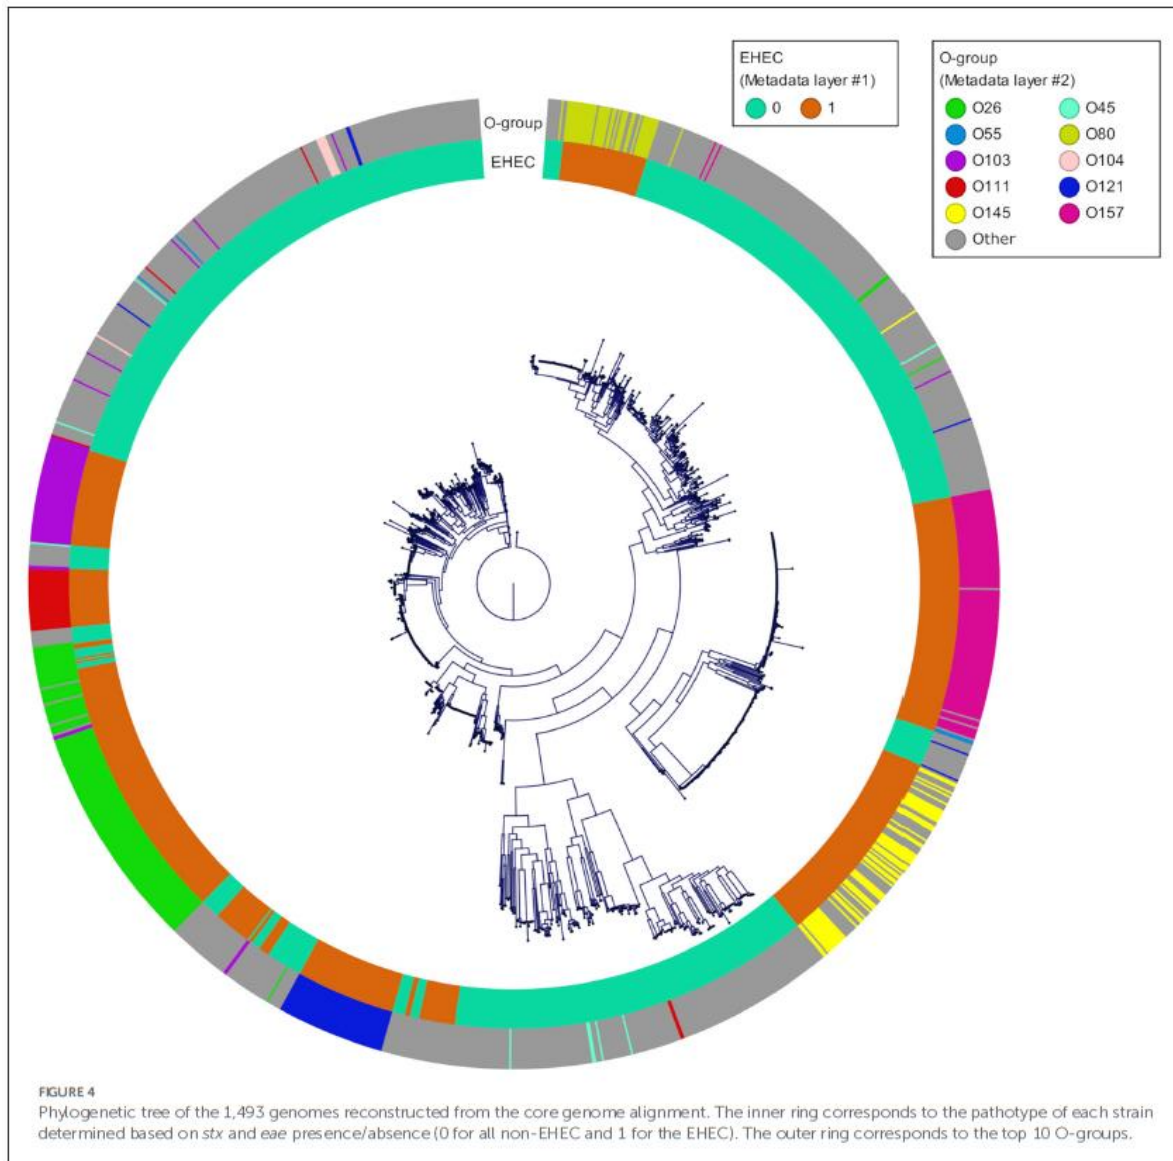 EHEC
(Metadata layer #1)
0 1
O-group
(Metadata layer #2)
O26 O45
O55 O80
O103 O104
O111 O121
O145 O157
Other
O-group
EHEC
FIGURE 4
Phylogenetic tree of the 1,493 genomes reconstructed from the core genome alignment. The inner ring corresponds to the pathotype of each strain
determined based on stx and eae presence/absence (0 for all non-EHEC and 1 for the EHEC). The outer ring corresponds to the top 10 O-groups.